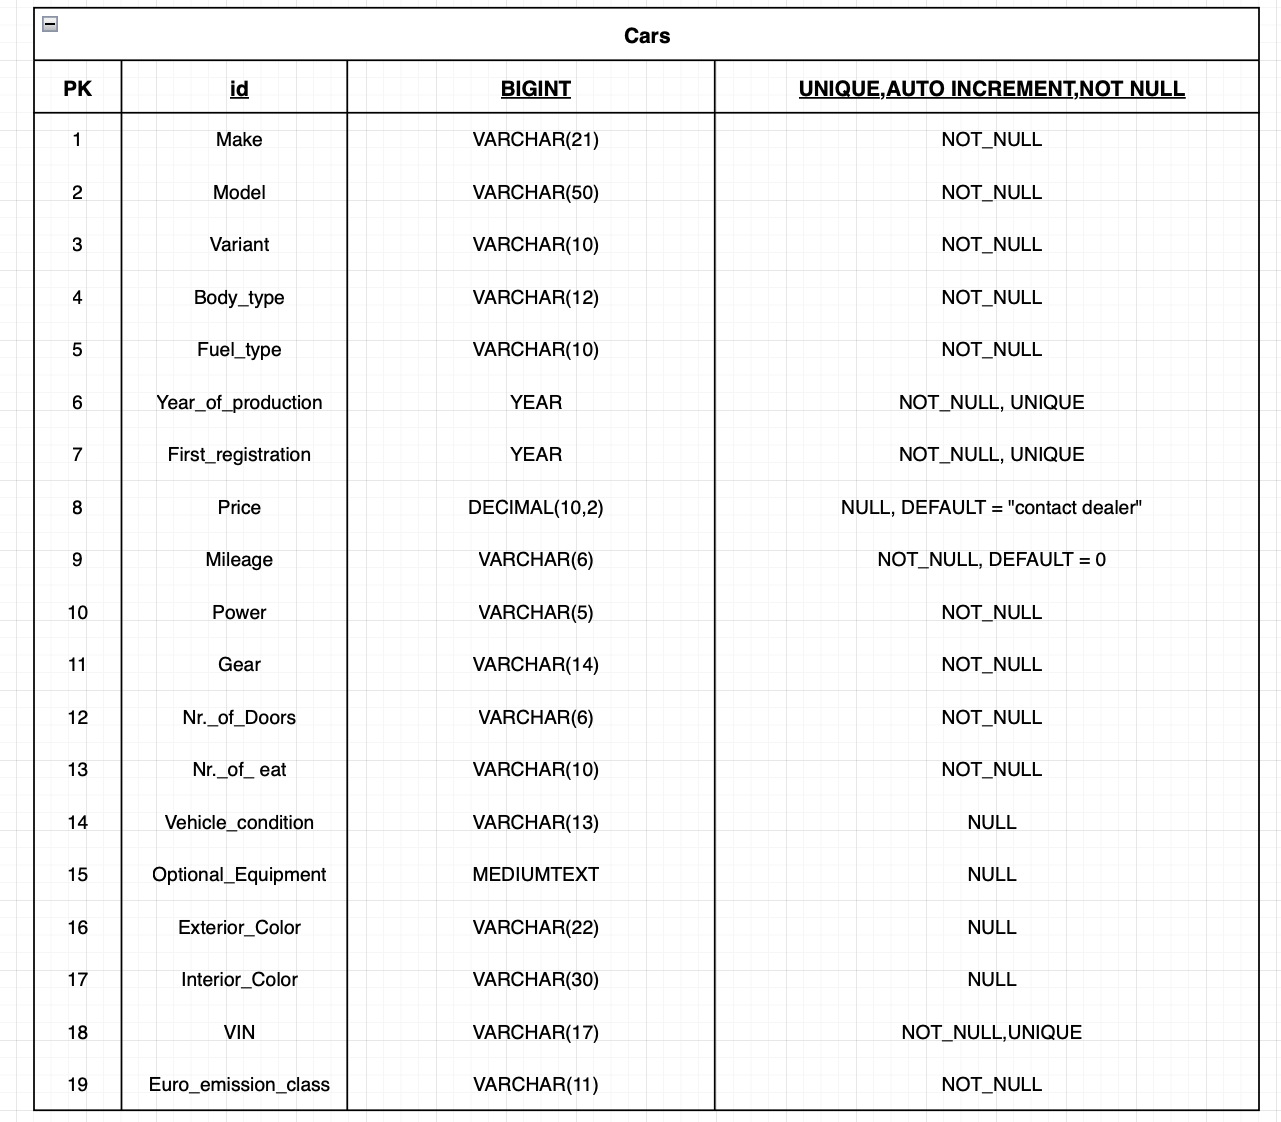 Cars
PK id BIGINT UNIQUE,AUTO INCREMENT,NOT NULL
1 Make VARCHAR(21) NOT_NULL
2 Model VARCHAR(50) NOT_NULL
3 Variant VARCHAR(10) NOT_NULL
4 Body_type VARCHAR(12) NOT_NULL
5 Fuel_type VARCHAR(10) NOT_NULL
6 Year_of_production YEAR NOT_NULL, UNIQUE
7 First_registration YEAR NOT_NULL, UNIQUE
8 Price DECIMAL(10,2) NULL, DEFAULT = "contact dealer"
9 Mileage VARCHAR(6) NOT_NULL, DEFAULT = 0
10 Power VARCHAR(5) NOT_NULL
11 Gear VARCHAR(14) NOT_NULL
12 Nr._of_Doors VARCHAR(6) NOT_NULL
13 Nr._of_ eat VARCHAR(10) NOT_NULL
14 Vehicle_condition VARCHAR(13) NULL
15 Optional_Equipment MEDIUMTEXT NULL
16 Exterior_Color VARCHAR(22) NULL
17 Interior_Color VARCHAR(30) NULL
18 VIN VARCHAR(17) NOT_NULL,UNIQUE
19 Euro_emission_class VARCHAR(11) NOT_NULL